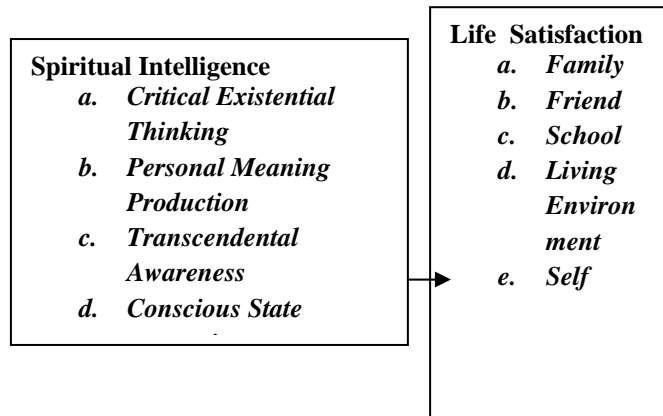 Spiritual Intelligence
a. Critical Existential
Thinking
b. Personal Meaning
Production
c. Transcendental
Awareness
d. Conscious State
Life Satisfaction
a. Family
b. Friend
c. School
d. Living
Environ
ment
e. Self